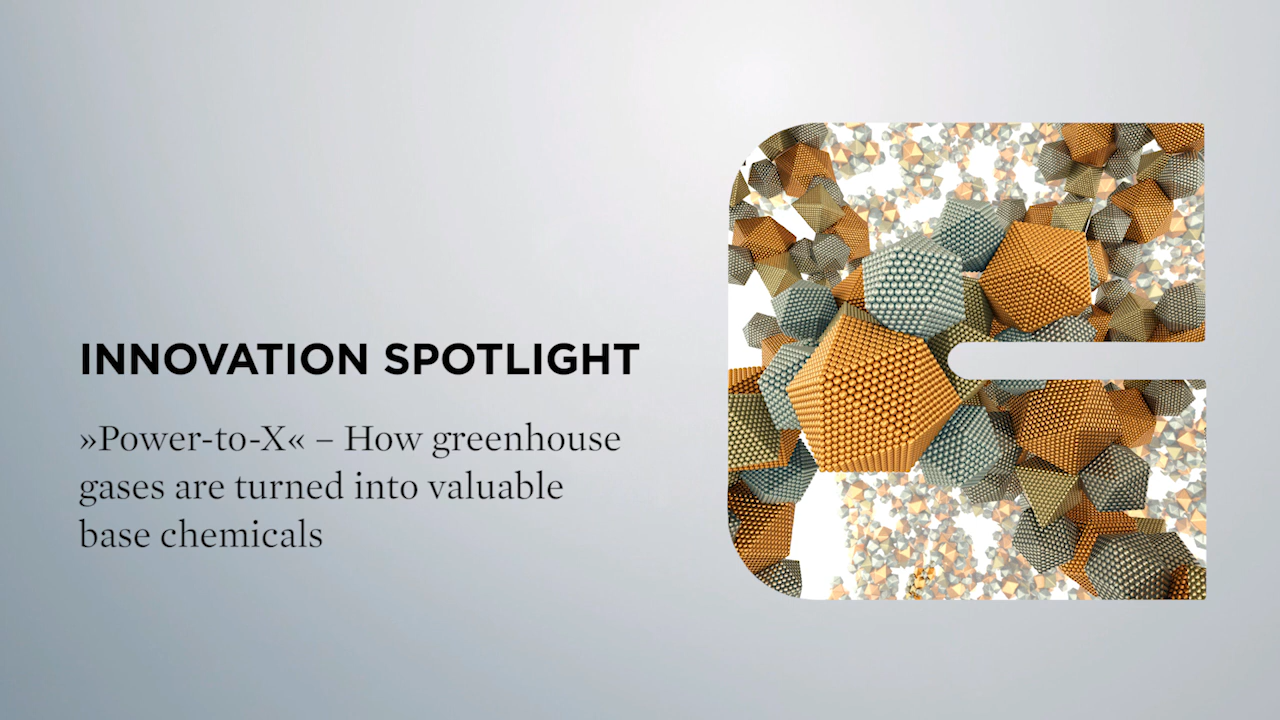 INNOVATION SPOTLIGHT
»Power-to-X« – How greenhouse
gases are turned into valuable
base chemicals